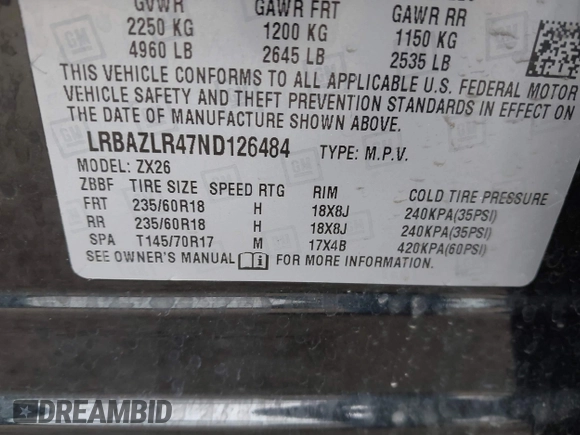 GVWR GAWR FRT GAWR RR
2250 KG 1200 KG 1150 KG
4960 LB 2645 LB 2535 LB
THIS VEHICLE CONFORMS TO ALL APPLICABLE U.S. FEDERAL MOTOR
VEHICLE SAFETY AND THEFT PREVENTION STANDARDS IN EFFECT ON
THE DATE OF MANUFACTURE SHOWN ABOVE.
LRBAZLR47ND126484 TYPE: M.P.V.
MODEL: ZX26
ZBBF TIRE SIZE SPEED RTG RIM COLD TIRE PRESSURE
FRT 235/60R18 H 18X8J 240KPA(35PSI)
RR 235/60R18 H 18X8J 240KPA(35PSI)
SPA T145/70R17 M 17X4B 420KPA(60PSI)
SEE OWNER'S MANUAL FOR MORE INFORMATION.
DREAMBID